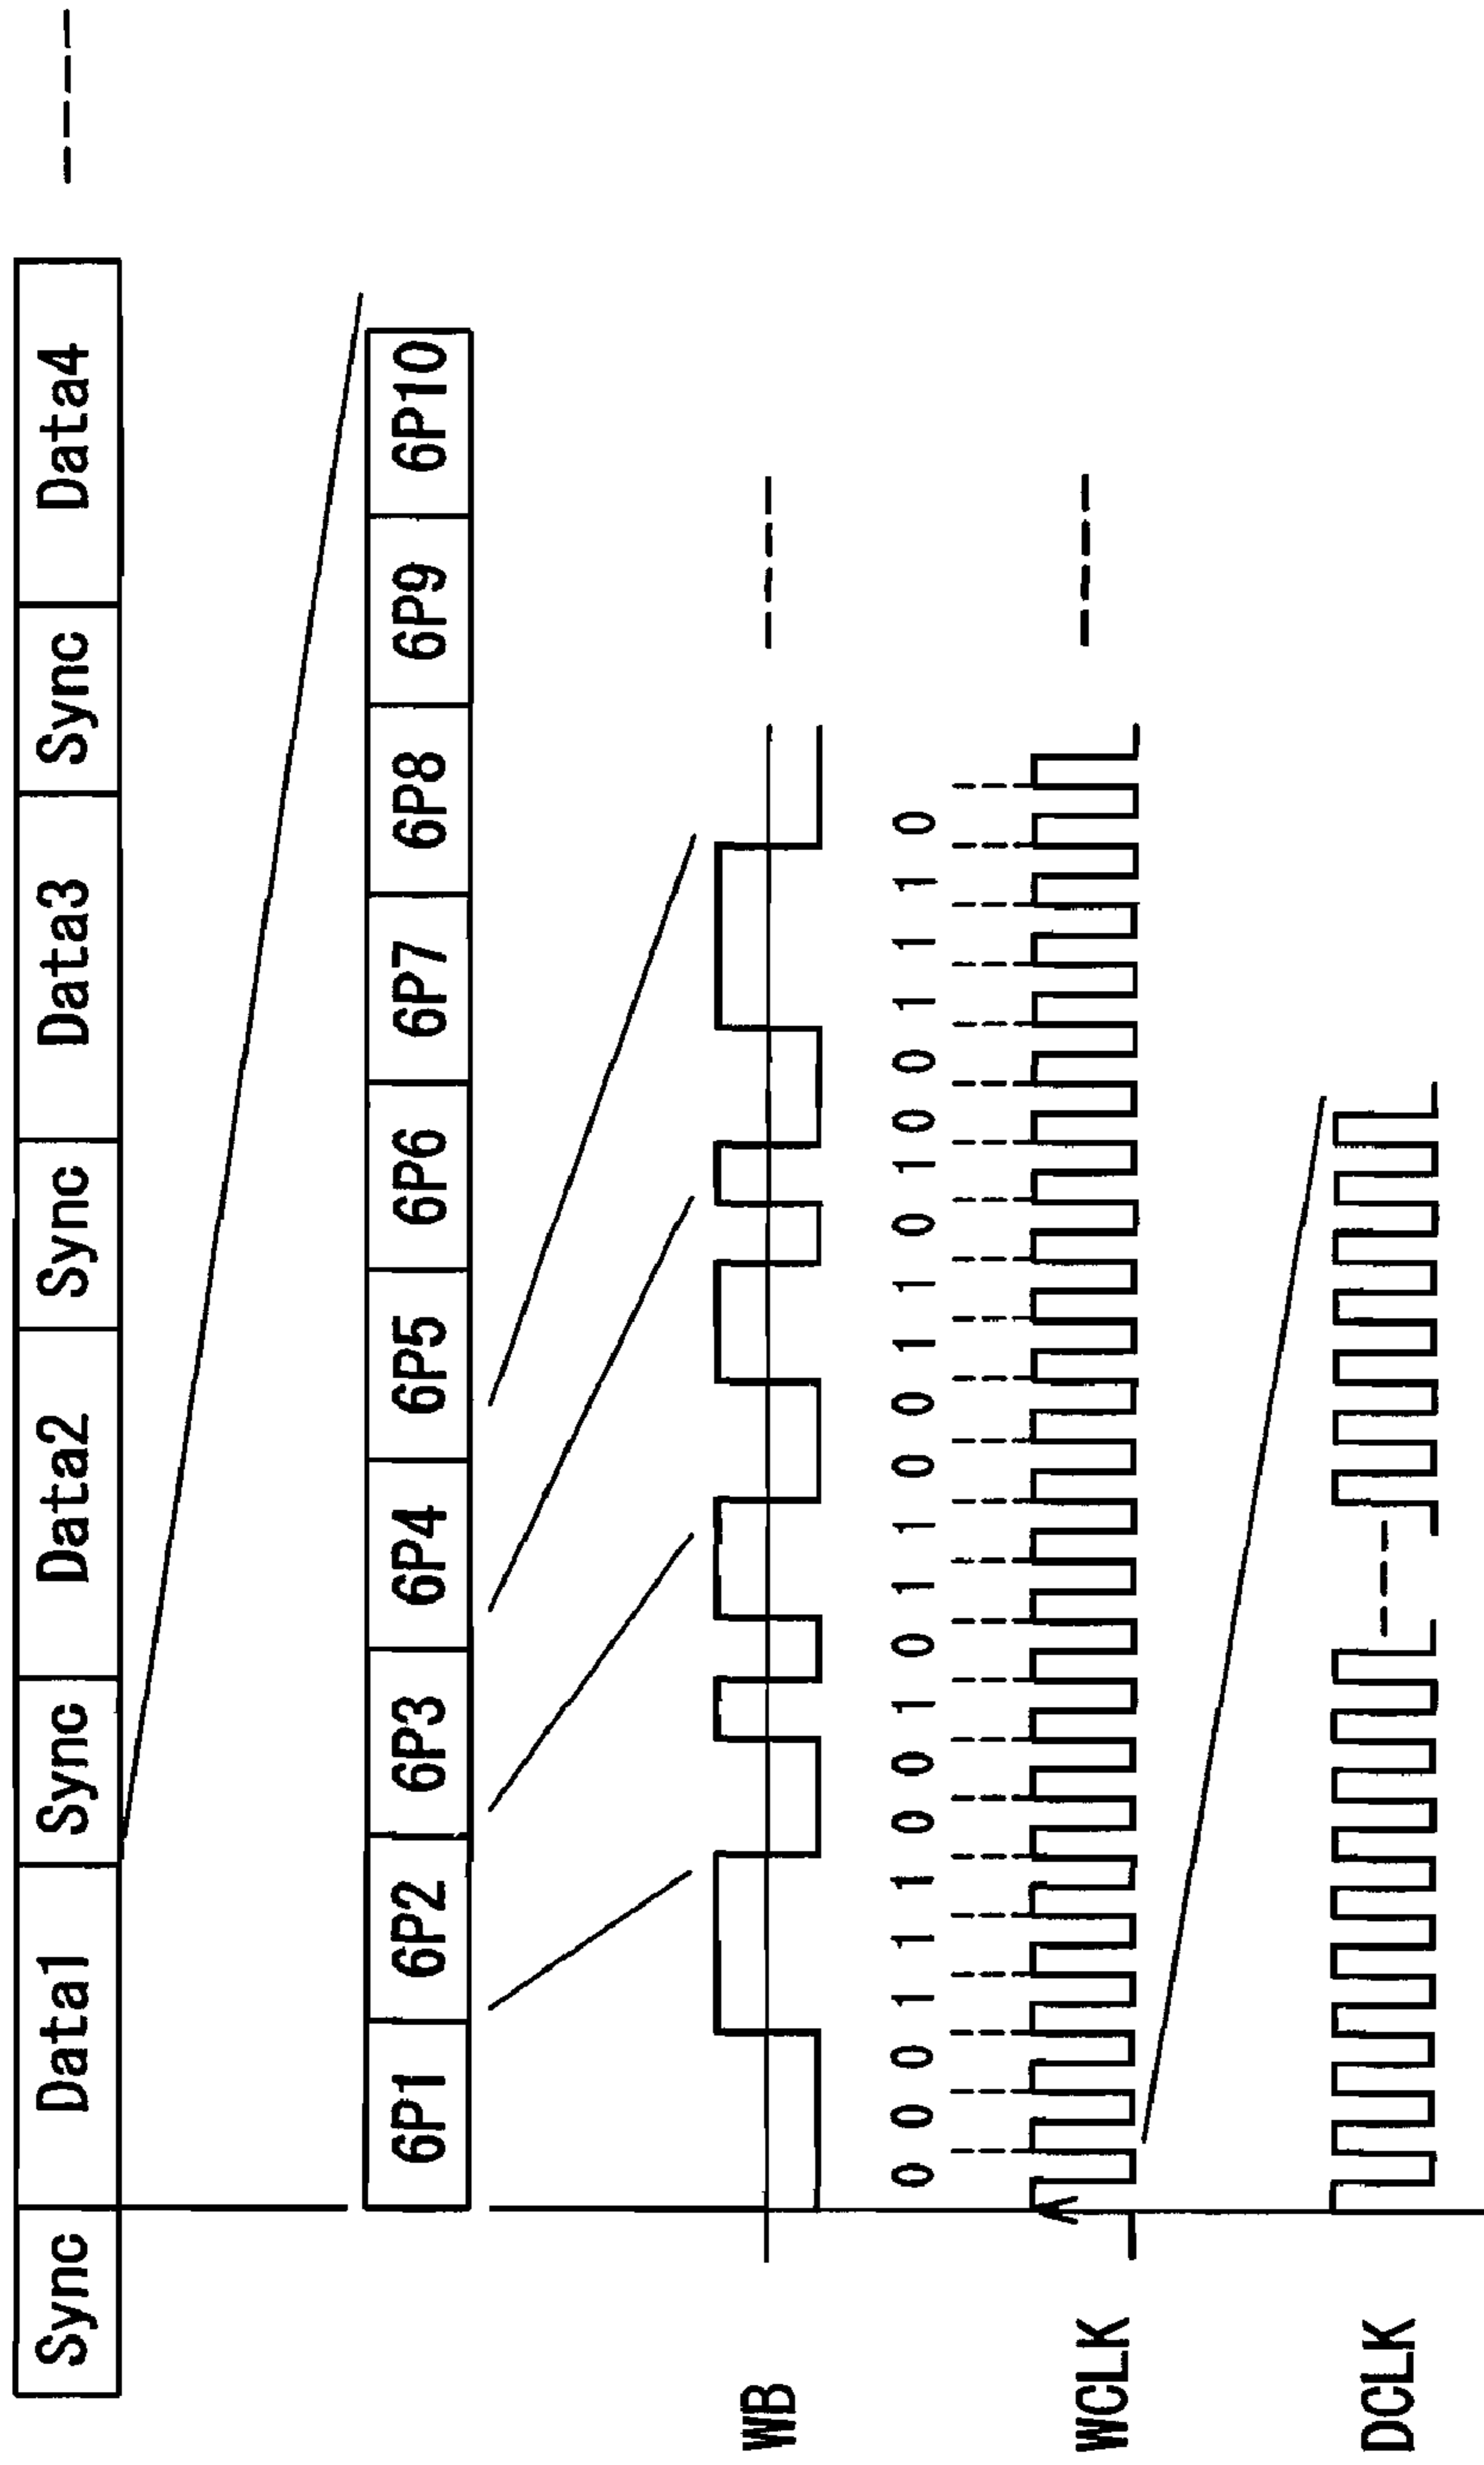 Sync Data1 Sync Data2 Sync Data3 Sync Data4
6P1 6P2 6P3 6P4 6P5 6P6 6P7 6P8 6P9 6P10
WB
0 0 0 1 1 1 0 0 1 0 1 1 0 0 1 1 0 1 0 0 1 1 1 0
WCLK
DCLK